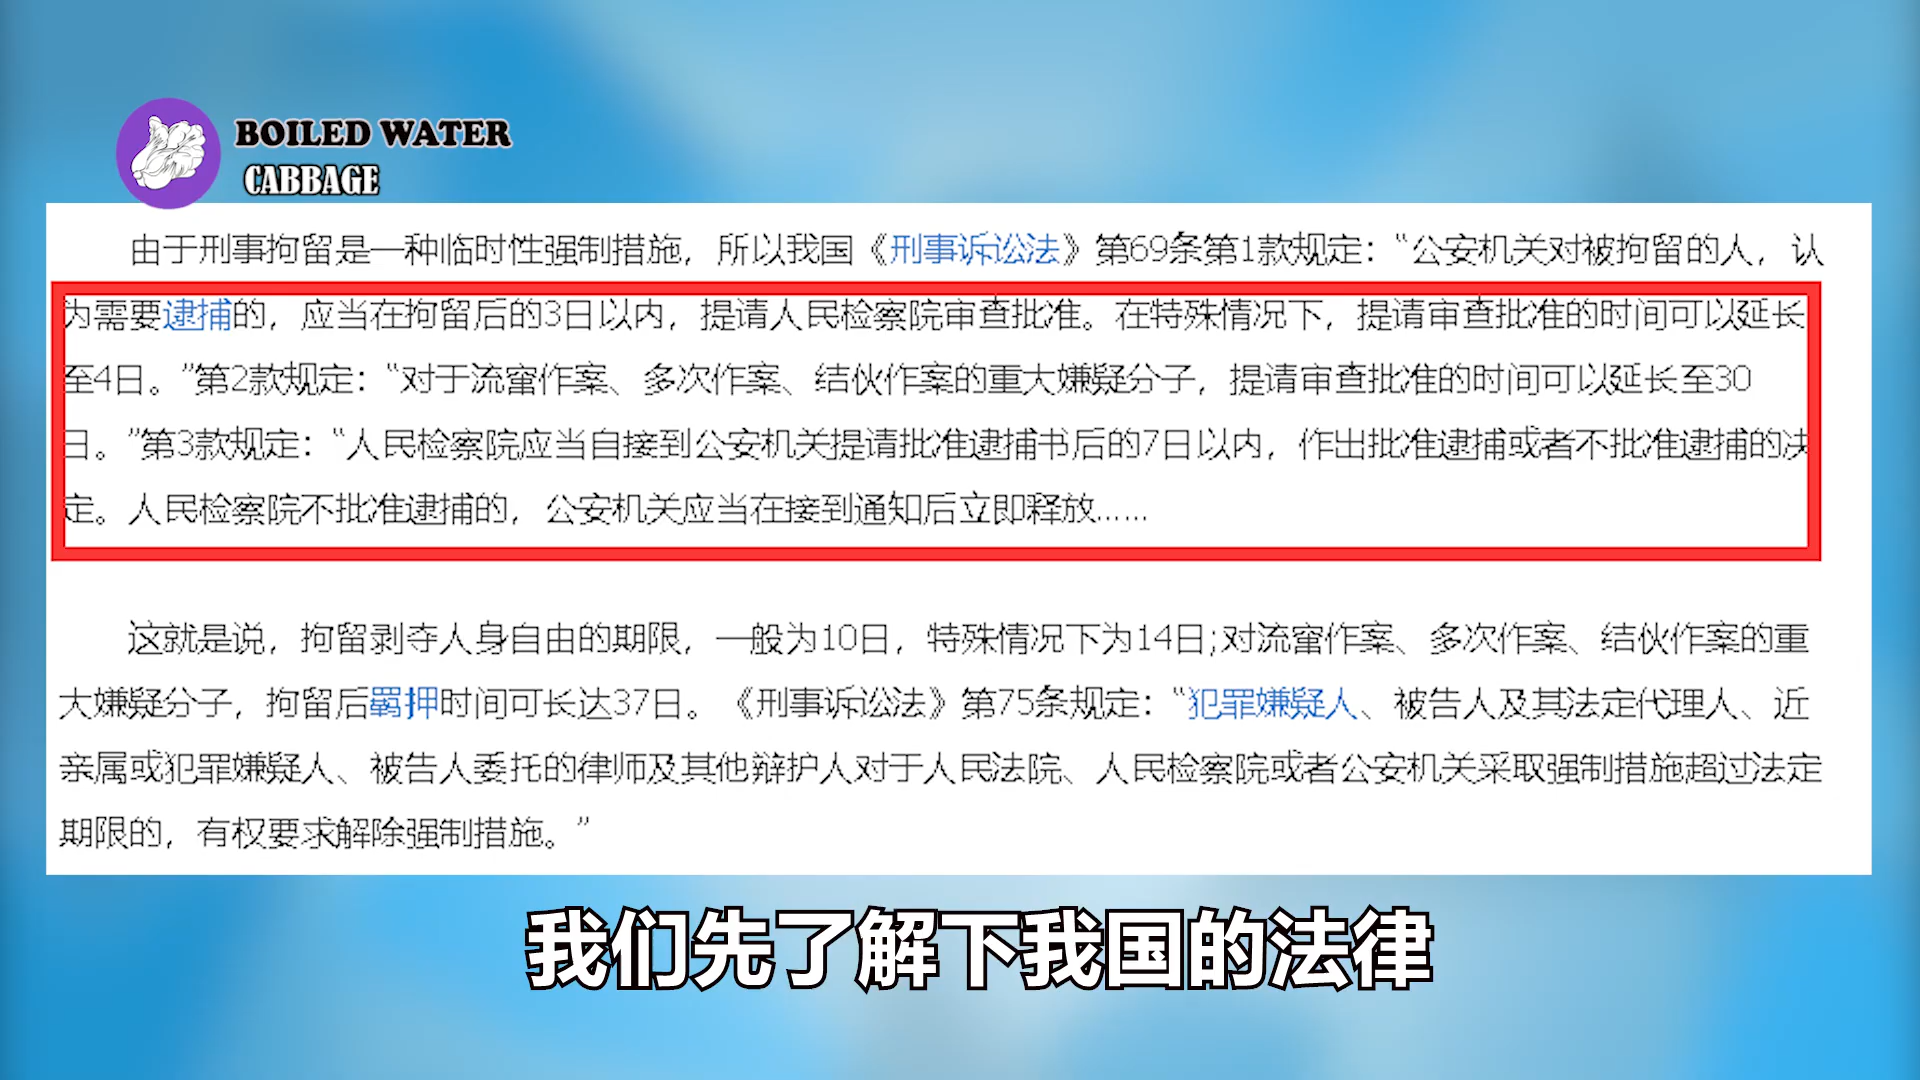 BOILED WATER
CABBAGE
由于刑事拘留是一种临时性强制措施，所以我国《刑事诉讼法》第69条第1款规定：“公安机关对被拘留的人，认
为需要逮捕的，应当在拘留后的3日以内，提请人民检察院审查批准。在特殊情况下，提请审查批准的时间可以延长
至4日。”第2款规定：“对于流窜作案、多次作案、结伙作案的重大嫌疑分子，提请审查批准的时间可以延长至30
日。”第3款规定：“人民检察院应当自接到公安机关提请批准逮捕书后的7日以内，作出批准逮捕或者不批准逮捕的决
定。人民检察院不批准逮捕的，公安机关应当在接到通知后立即释放……
这就是说，拘留剥夺人身自由的期限，一般为10日，特殊情况下为14日;对流窜作案、多次作案、结伙作案的重
大嫌疑分子，拘留后羁押时间可长达37日。《刑事诉讼法》第75条规定：“犯罪嫌疑人、被告人及其法定代理人、近
亲属或犯罪嫌疑人、被告人委托的律师及其他辩护人对于人民法院、人民检察院或者公安机关采取强制措施超过法定
期限的，有权要求解除强制措施。”
我们先了解下我国的法律